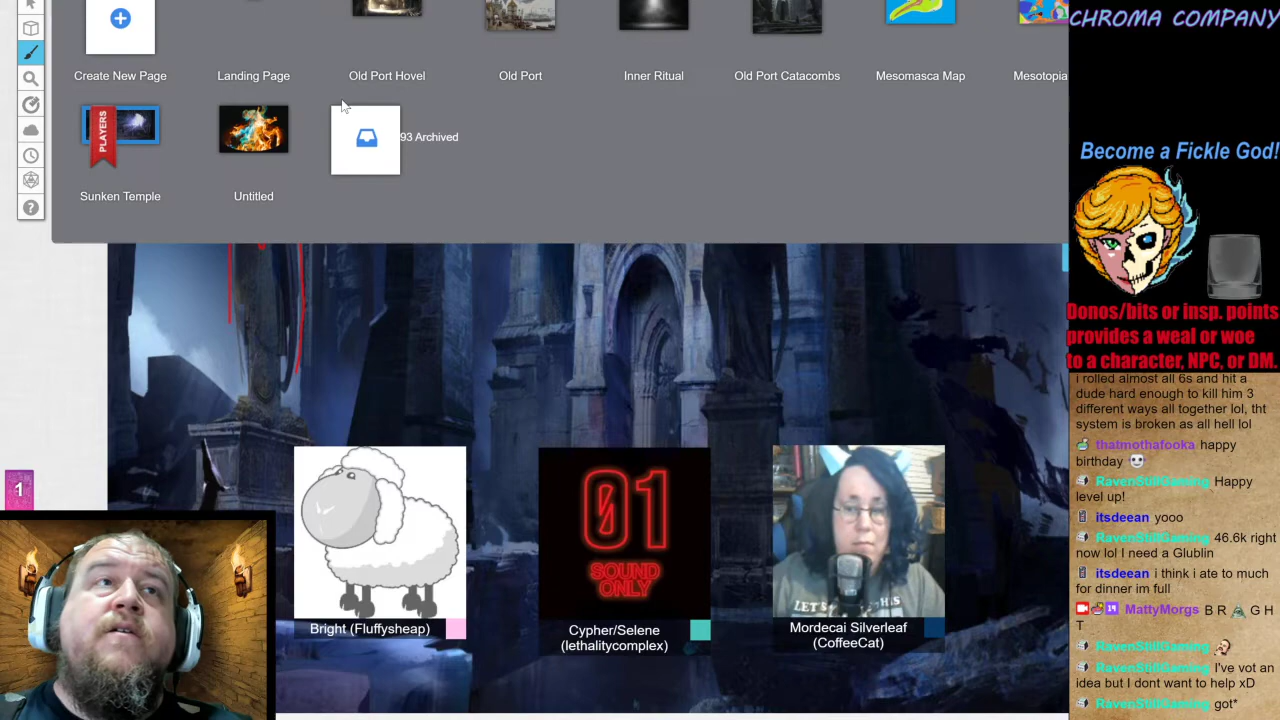 CHROMA COMPANY
Create New Page
Landing Page
Old Port Hovel
Old Port
Inner Ritual
Old Port Catacombs
Mesomasca Map
Mesotopia
PLAYERS
93 Archived
Sunken Temple
Untitled
Become a Fickle God!
Donos/bits or insp. points
provides a weal or woe
to a character, NPC, or DM.
i rolled almost all 6s and hit a
dude hard enough to kill him 3
different ways all together lol, tht
system is broken as all hell lol
thatmothafooka happy
birthday
RavenStillGaming Happy
level up!
itsdeean yooo
RavenStillGaming 46.6k right
now lol I need a Glublin
itsdeean i think i ate to much
for dinner im full
14 MattyMorgs B R G H
T
RavenStillGaming
RavenStillGaming I've vot an
idea but I dont want to help xD
RavenStillGaming got*
1
01
SOUND
ONLY
LET'S
Bright (Fluffysheap)
Cypher/Selene
(lethalitycomplex)
Mordecai Silverleaf
(CoffeeCat)